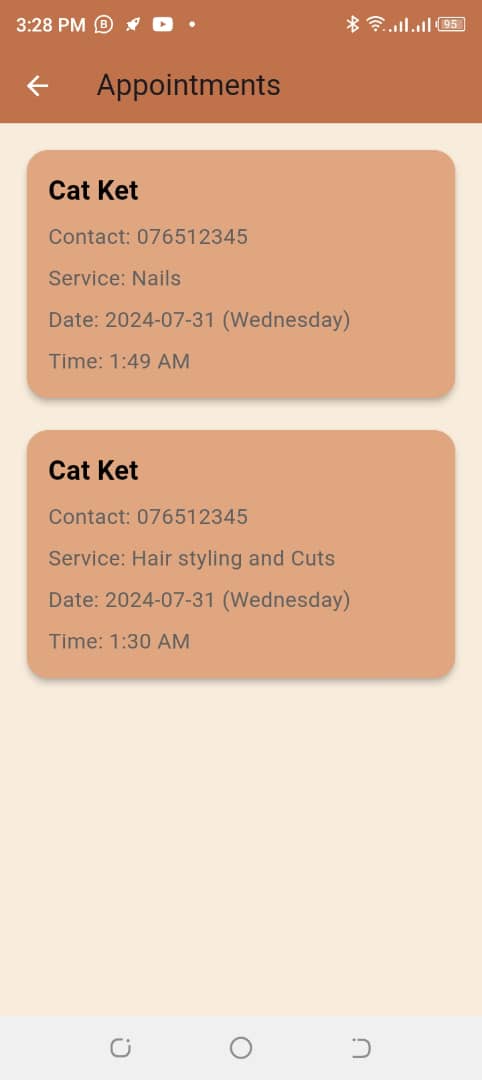 3:28 PM B 95
Appointments
Cat Ket
Contact: 076512345
Service: Nails
Date: 2024-07-31 (Wednesday)
Time: 1:49 AM
Cat Ket
Contact: 076512345
Service: Hair styling and Cuts
Date: 2024-07-31 (Wednesday)
Time: 1:30 AM